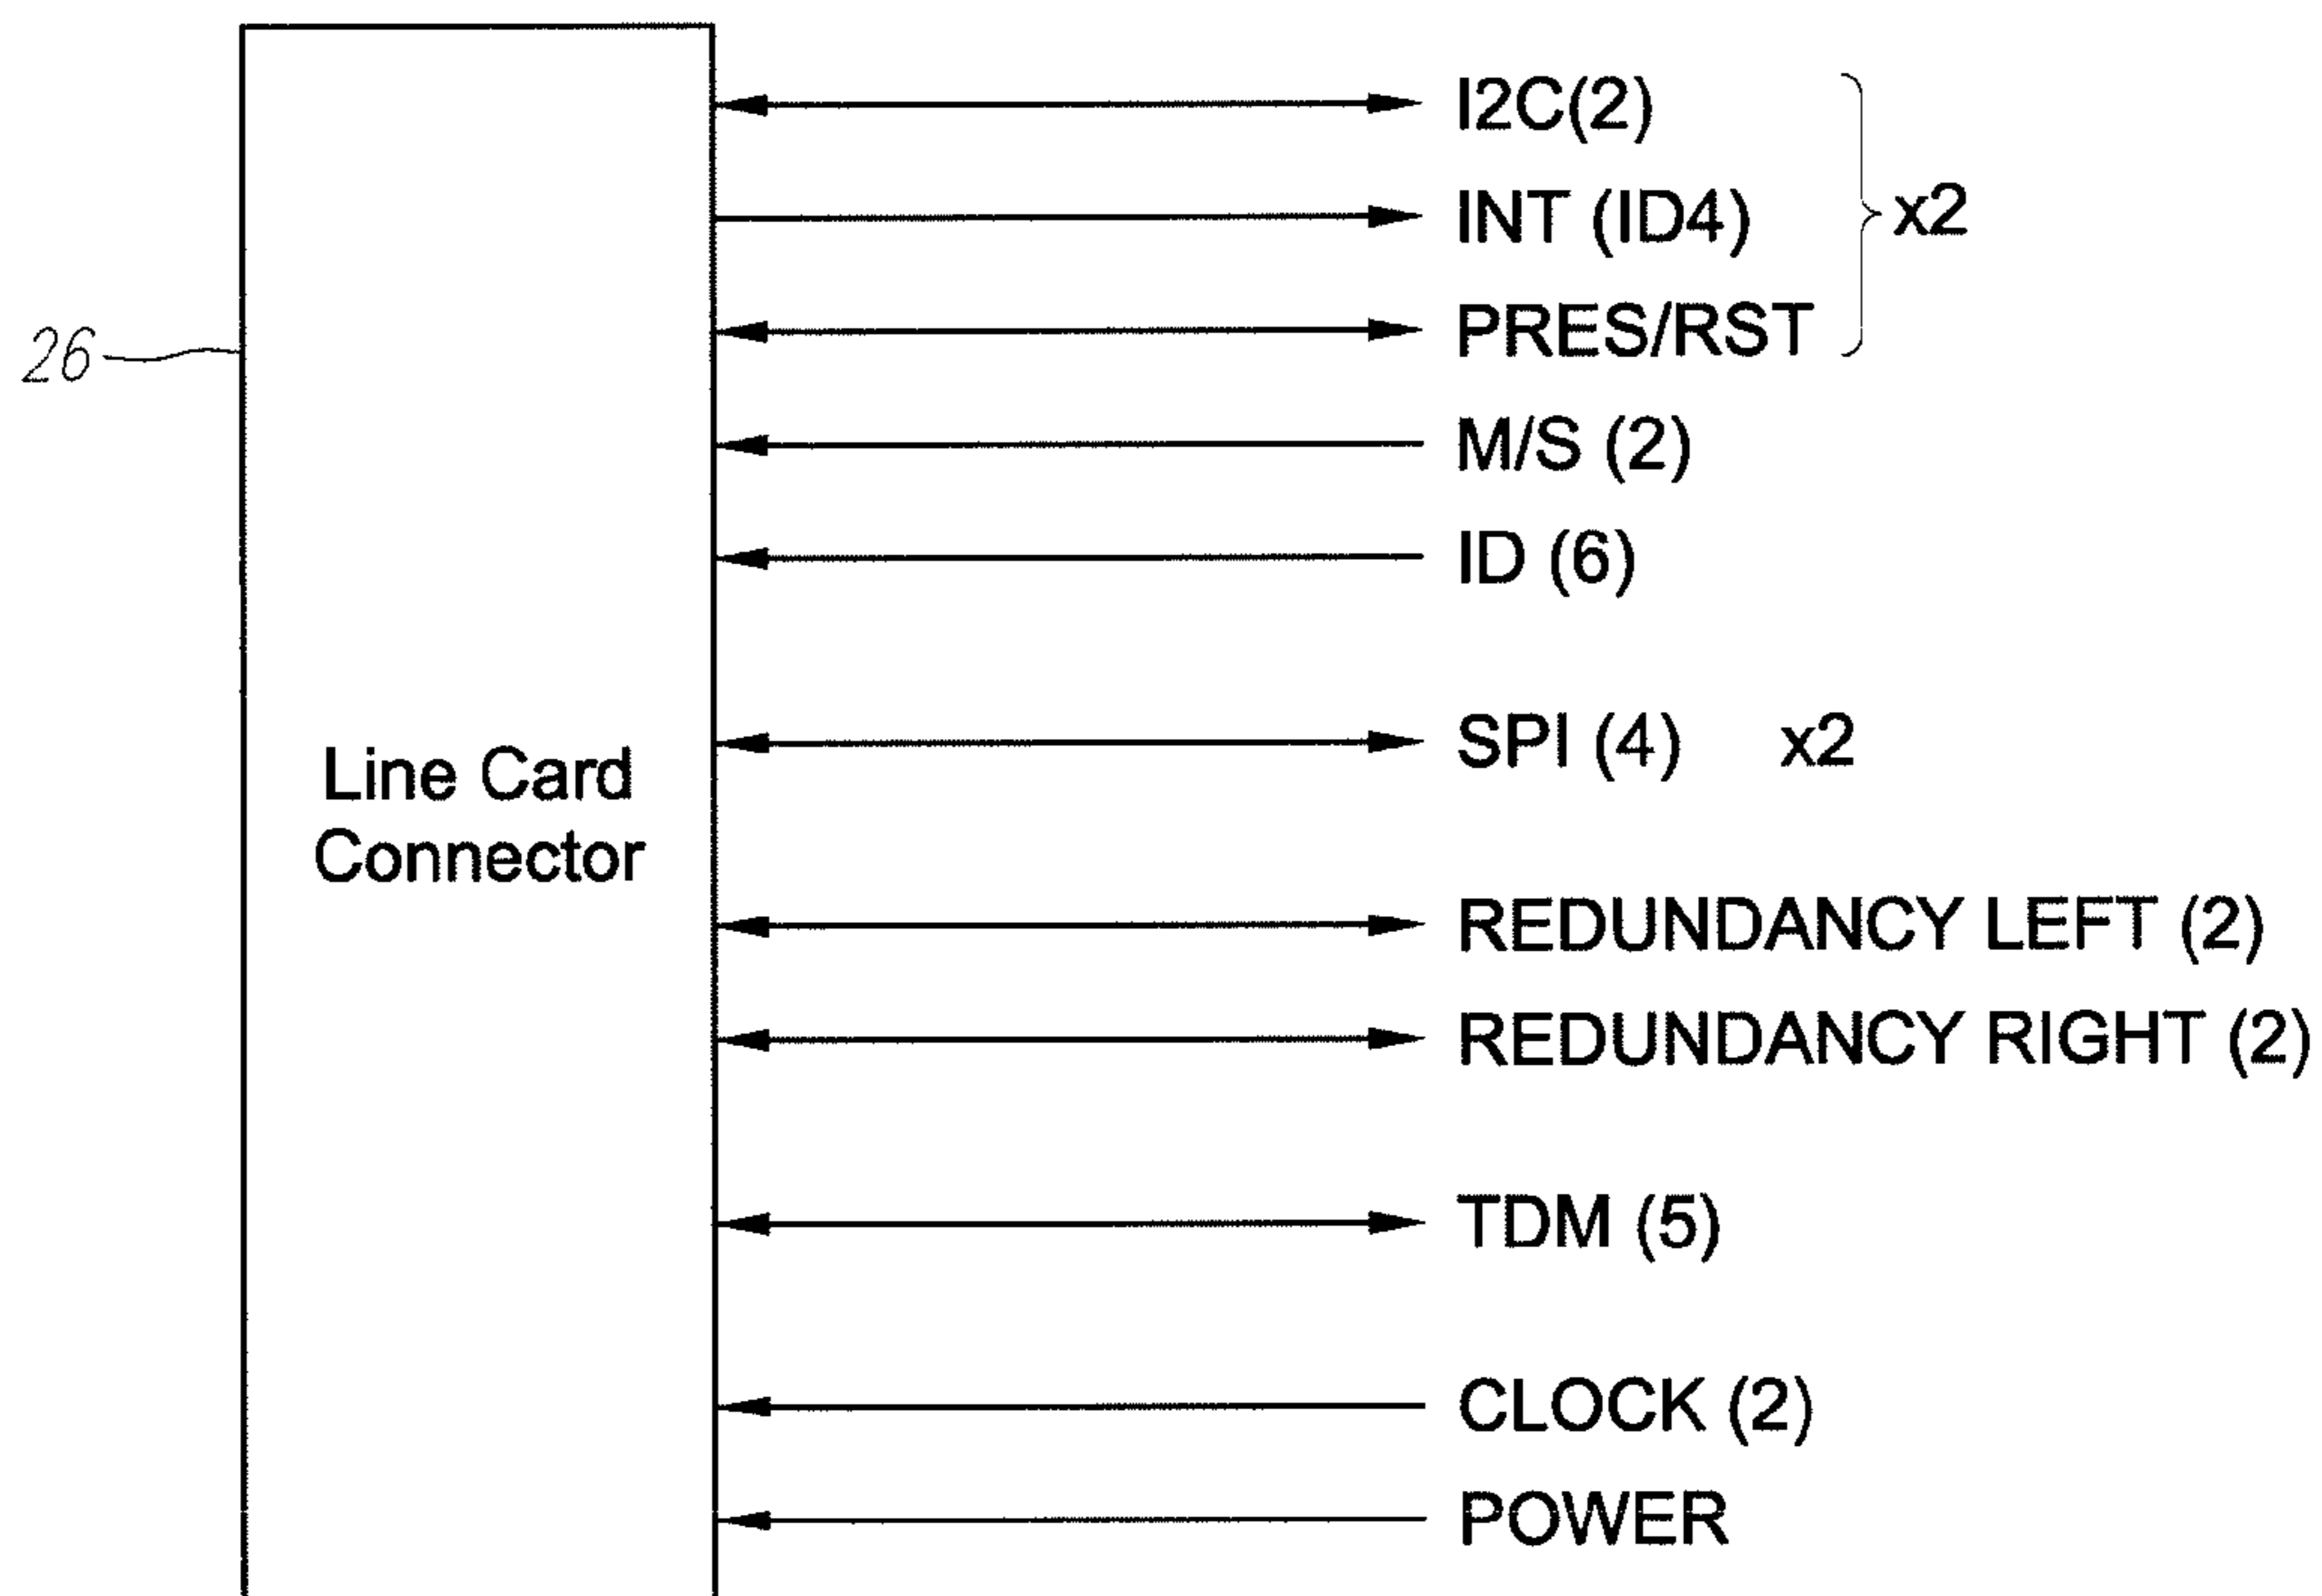 I2C(2)
INT (ID4) x2
PRES/RST
26
M/S (2)
ID (6)
SPI (4) x2
Line Card
Connector
REDUNDANCY LEFT (2)
REDUNDANCY RIGHT (2)
TDM (5)
CLOCK (2)
POWER